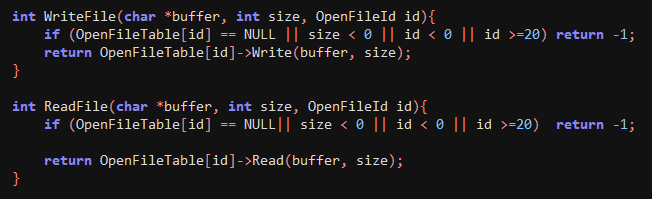 int WriteFile(char *buffer, int size, OpenFileId id){
    if (OpenFileTable[id] == NULL || size < 0 || id < 0 || id >=20) return -1;
    return OpenFileTable[id]->Write(buffer, size);
}

int ReadFile(char *buffer, int size, OpenFileId id){
    if (OpenFileTable[id] == NULL|| size < 0 || id < 0 || id >=20)  return -1;

    return OpenFileTable[id]->Read(buffer, size);
}